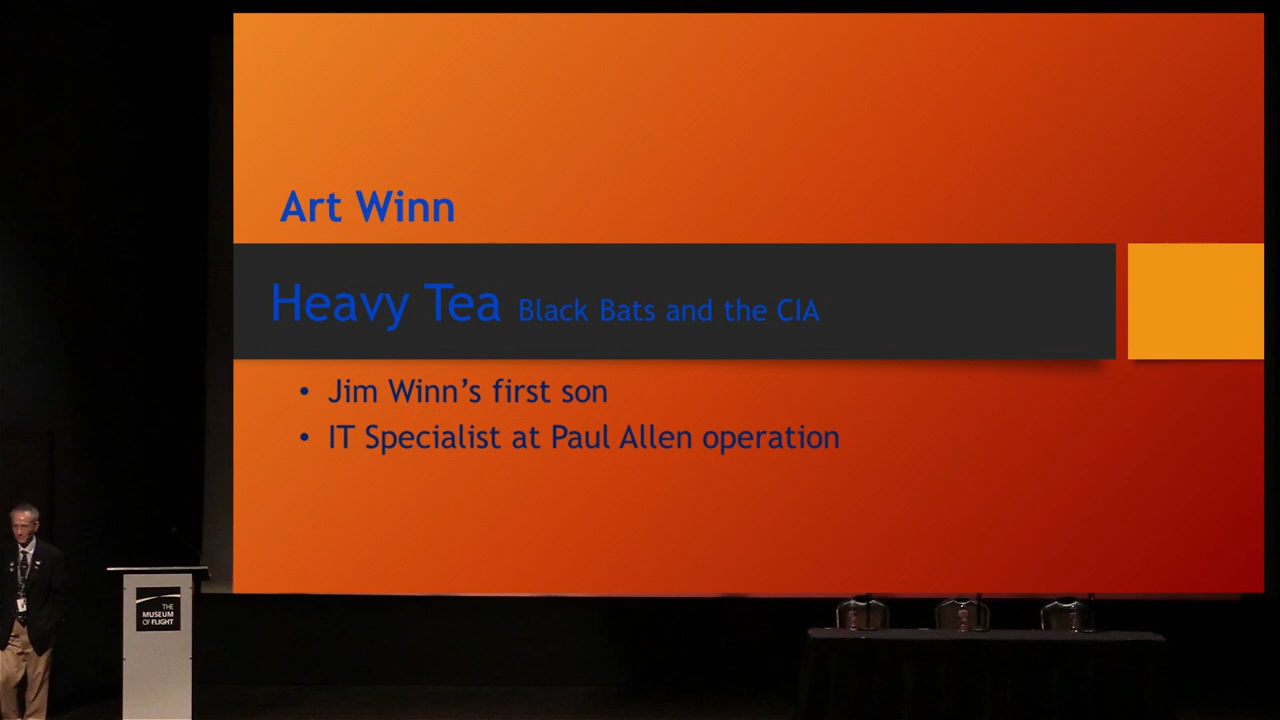 Art Winn
Heavy Tea Black Bats and the CIA
• Jim Winn’s first son
• IT Specialist at Paul Allen operation
THE
MUSEUM
OF FLIGHT